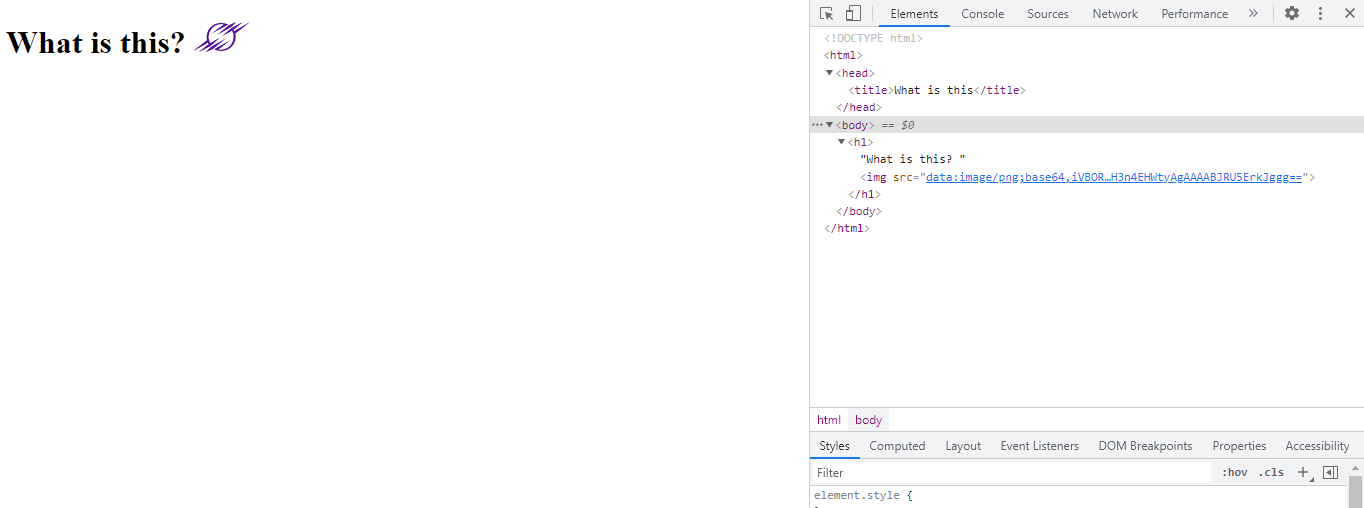 What is this?
Elements Console Sources Network Performance »
<!DOCTYPE html>
<html>
<head>
<title>What is this</title>
</head>
··· <body> == $0
<h1>
"What is this? "
<img src="data:image/png;base64,iVBOR…H3n4EHWtyAgAAAABJRU5ErkJggg==">
</h1>
</body>
</html>
html body
Styles Computed Layout Event Listeners DOM Breakpoints Properties Accessibility
Filter :hov .cls +
element.style {